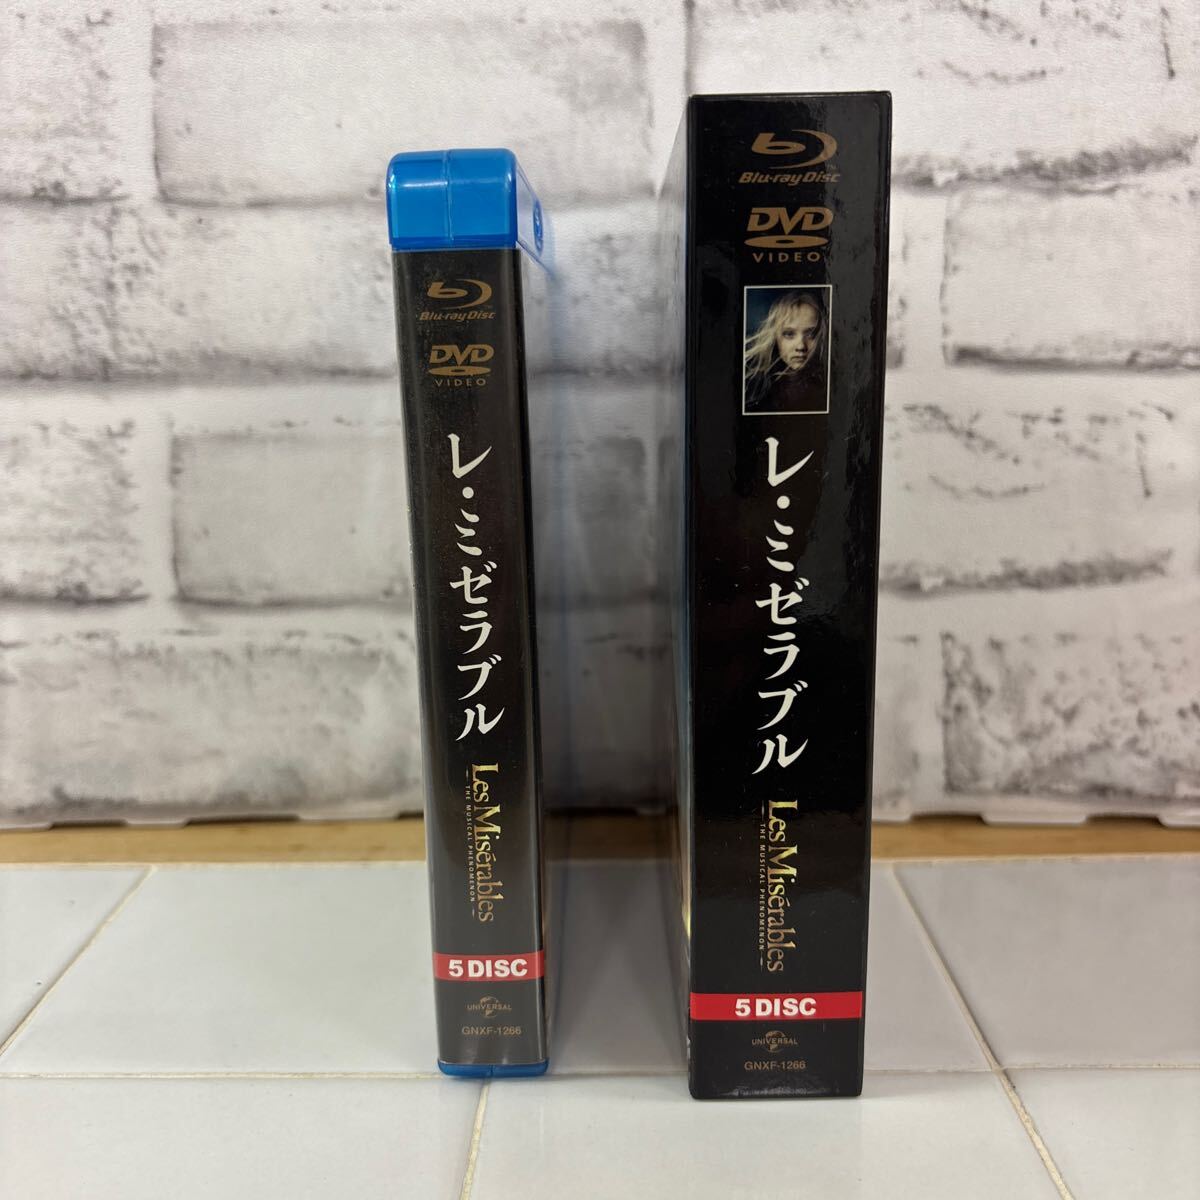 Blu-ray Disc
DVD
VIDEO
レ・ミゼラブル
Les Misérables
THE MUSICAL PHENOMENON
5 DISC
UNIVERSAL
GNXF-1266
Blu-ray Disc
TM
DVD
VIDEO
レ・ミゼラブル
Les Misérables
THE MUSICAL PHENOMENON
5 DISC
UNIVERSAL
GNXF-1266